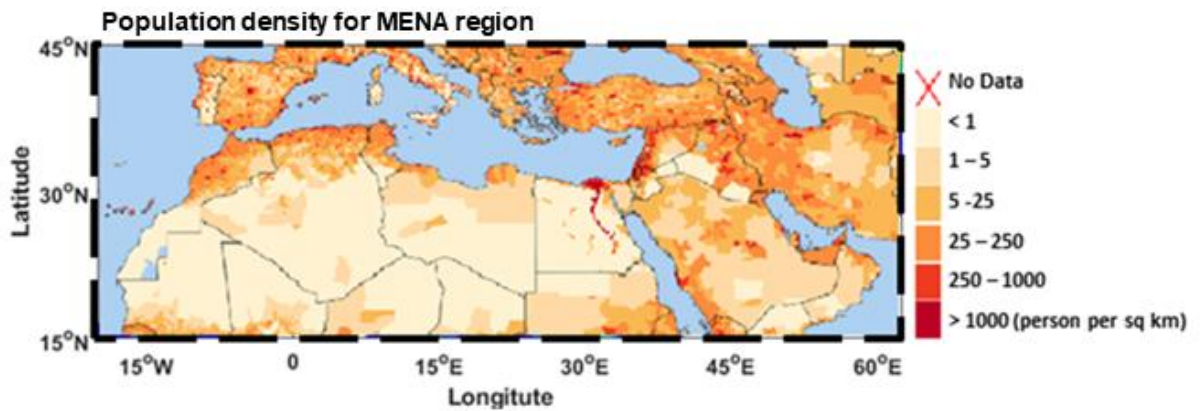 Population density for MENA region
45°N
30°N
15°N
Latitude
15°W
0
15°E
30°E
45°E
60°E
Longitute
No Data
< 1
1 – 5
5 -25
25 – 250
250 – 1000
> 1000 (person per sq km)